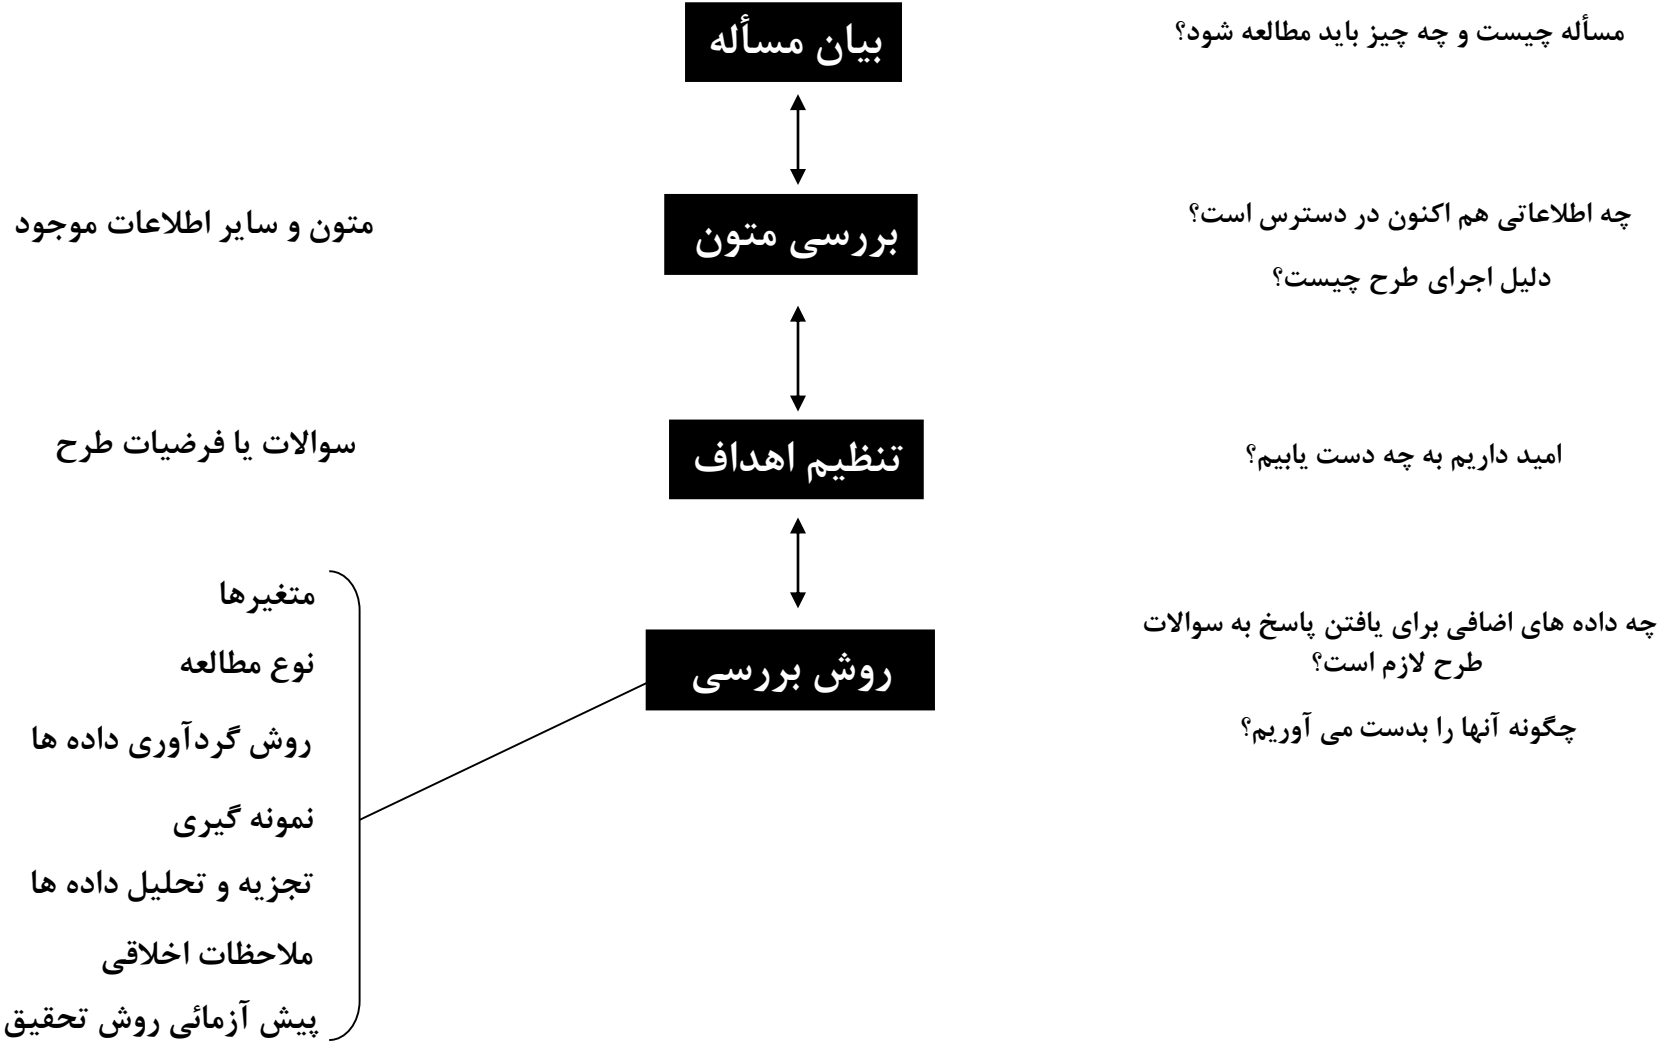 مسأله چیست و چه چیز باید مطالعه شود؟
بیان مسأله
چه اطلاعاتی هم اکنون در دسترس است؟
دلیل اجرای طرح چیست؟
بررسی متون
متون و سایر اطلاعات موجود
امید داریم به چه دست یابیم؟
تنظیم اهداف
سوالات یا فرضیات طرح
چه داده های اضافی برای یافتن پاسخ به سوالات
طرح لازم است؟
چگونه آنها را بدست می آوریم؟
روش بررسی
متغیرها
نوع مطالعه
روش گردآوری داده ها
نمونه گیری
تجزیه و تحلیل داده ها
ملاحظات اخلاقی
پیش آزمائی روش تحقیق